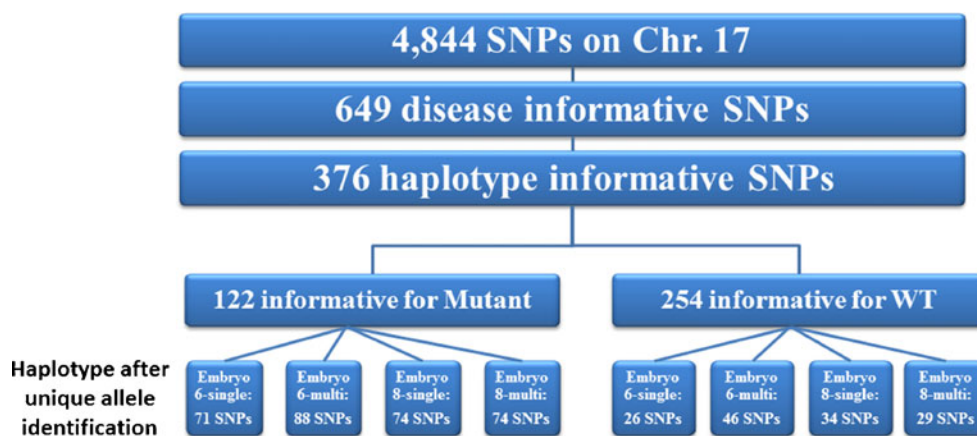 4,844 SNPs on Chr. 17
649 disease informative SNPs
376 haplotype informative SNPs
122 informative for Mutant
254 informative for WT
Haplotype after
unique allele
identification
Embryo
6-single:
71 SNPs
Embryo
6-multi:
88 SNPs
Embryo
8-single:
74 SNPs
Embryo
8-multi:
74 SNPs
Embryo
6-single:
26 SNPs
Embryo
6-multi:
46 SNPs
Embryo
8-single:
34 SNPs
Embryo
8-multi:
29 SNPs